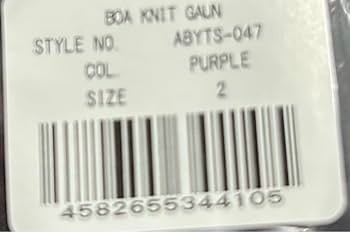 BOA KNIT GAUN
STYLE NO. ABYTS-047
COL. PURPLE
SIZE 2
4582655344105